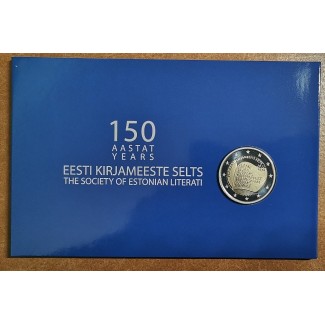 150
AASTAT
YEARS
EESTI KIRJAMEESTE SELTS
THE SOCIETY OF ESTONIAN LITERATI